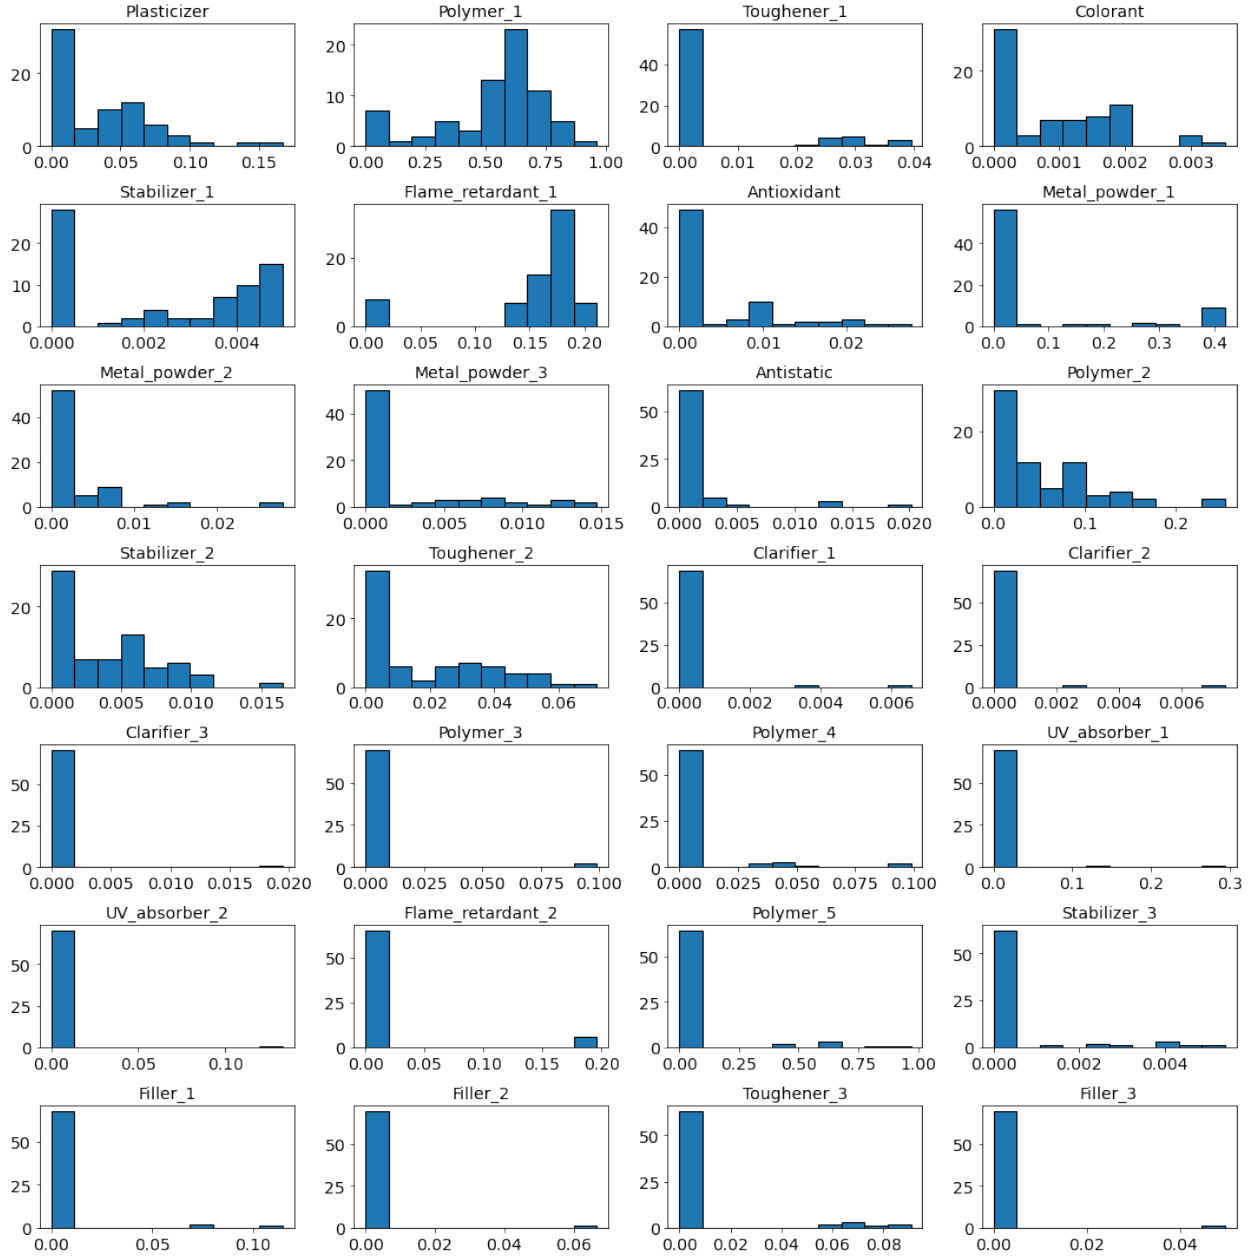 Plasticizer Polymer_1 Toughener_1 Colorant
20
0
0.00 0.05 0.10 0.15
20
10
0
0.00 0.25 0.50 0.75 1.00
40
20
0
0.00 0.01 0.02 0.03 0.04
20
0
0.000 0.001 0.002 0.003
Stabilizer_1 Flame_retardant_1 Antioxidant Metal_powder_1
20
10
0
0.000 0.002 0.004
20
0
0.00 0.05 0.10 0.15 0.20
40
20
0
0.00 0.01 0.02
40
20
0
0.0 0.1 0.2 0.3 0.4
Metal_powder_2 Metal_powder_3 Antistatic Polymer_2
40
20
0
0.00 0.01 0.02
40
20
0
0.000 0.005 0.010 0.015
50
25
0
0.000 0.005 0.010 0.015 0.020
20
0
0.0 0.1 0.2
Stabilizer_2 Toughener_2 Clarifier_1 Clarifier_2
20
0
0.000 0.005 0.010 0.015
20
0
0.00 0.02 0.04 0.06
50
25
0
0.000 0.002 0.004 0.006
50
25
0
0.000 0.002 0.004 0.006
Clarifier_3 Polymer_3 Polymer_4 UV_absorber_1
50
25
0
0.000 0.005 0.010 0.015 0.020
50
25
0
0.000 0.025 0.050 0.075 0.100
50
25
0
0.000 0.025 0.050 0.075 0.100
50
25
0
0.0 0.1 0.2 0.3
UV_absorber_2 Flame_retardant_2 Polymer_5 Stabilizer_3
50
25
0
0.00 0.05 0.10
50
25
0
0.00 0.05 0.10 0.15 0.20
50
25
0
0.00 0.25 0.50 0.75 1.00
50
25
0
0.000 0.002 0.004
Filler_1 Filler_2 Toughener_3 Filler_3
50
25
0
0.00 0.05 0.10
50
25
0
0.00 0.02 0.04 0.06
50
25
0
0.00 0.02 0.04 0.06 0.08
50
25
0
0.00 0.02 0.04